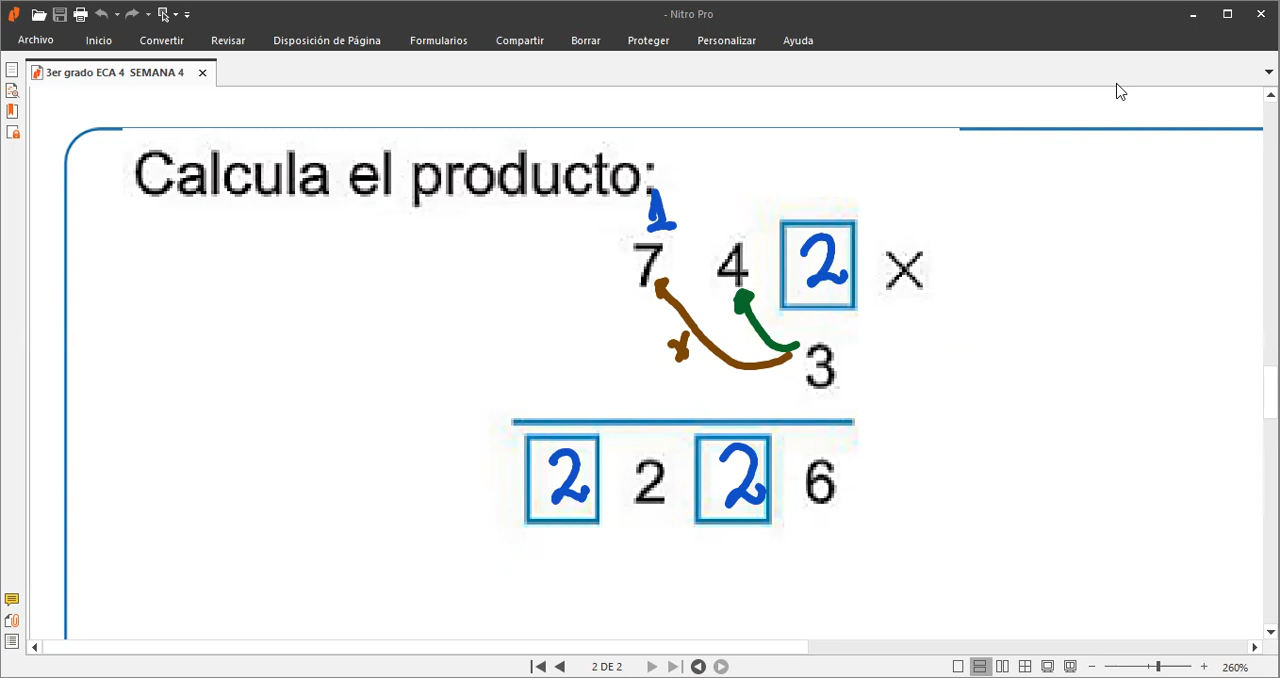 - Nitro Pro
Archivo Inicio Convertir Revisar Disposición de Página Formularios Compartir Borrar Proteger Personalizar Ayuda
3er grado ECA 4 SEMANA 4
Calcula el producto:
1
7 4 2 ×
x 3
2 2 2 6
2 DE 2 260%